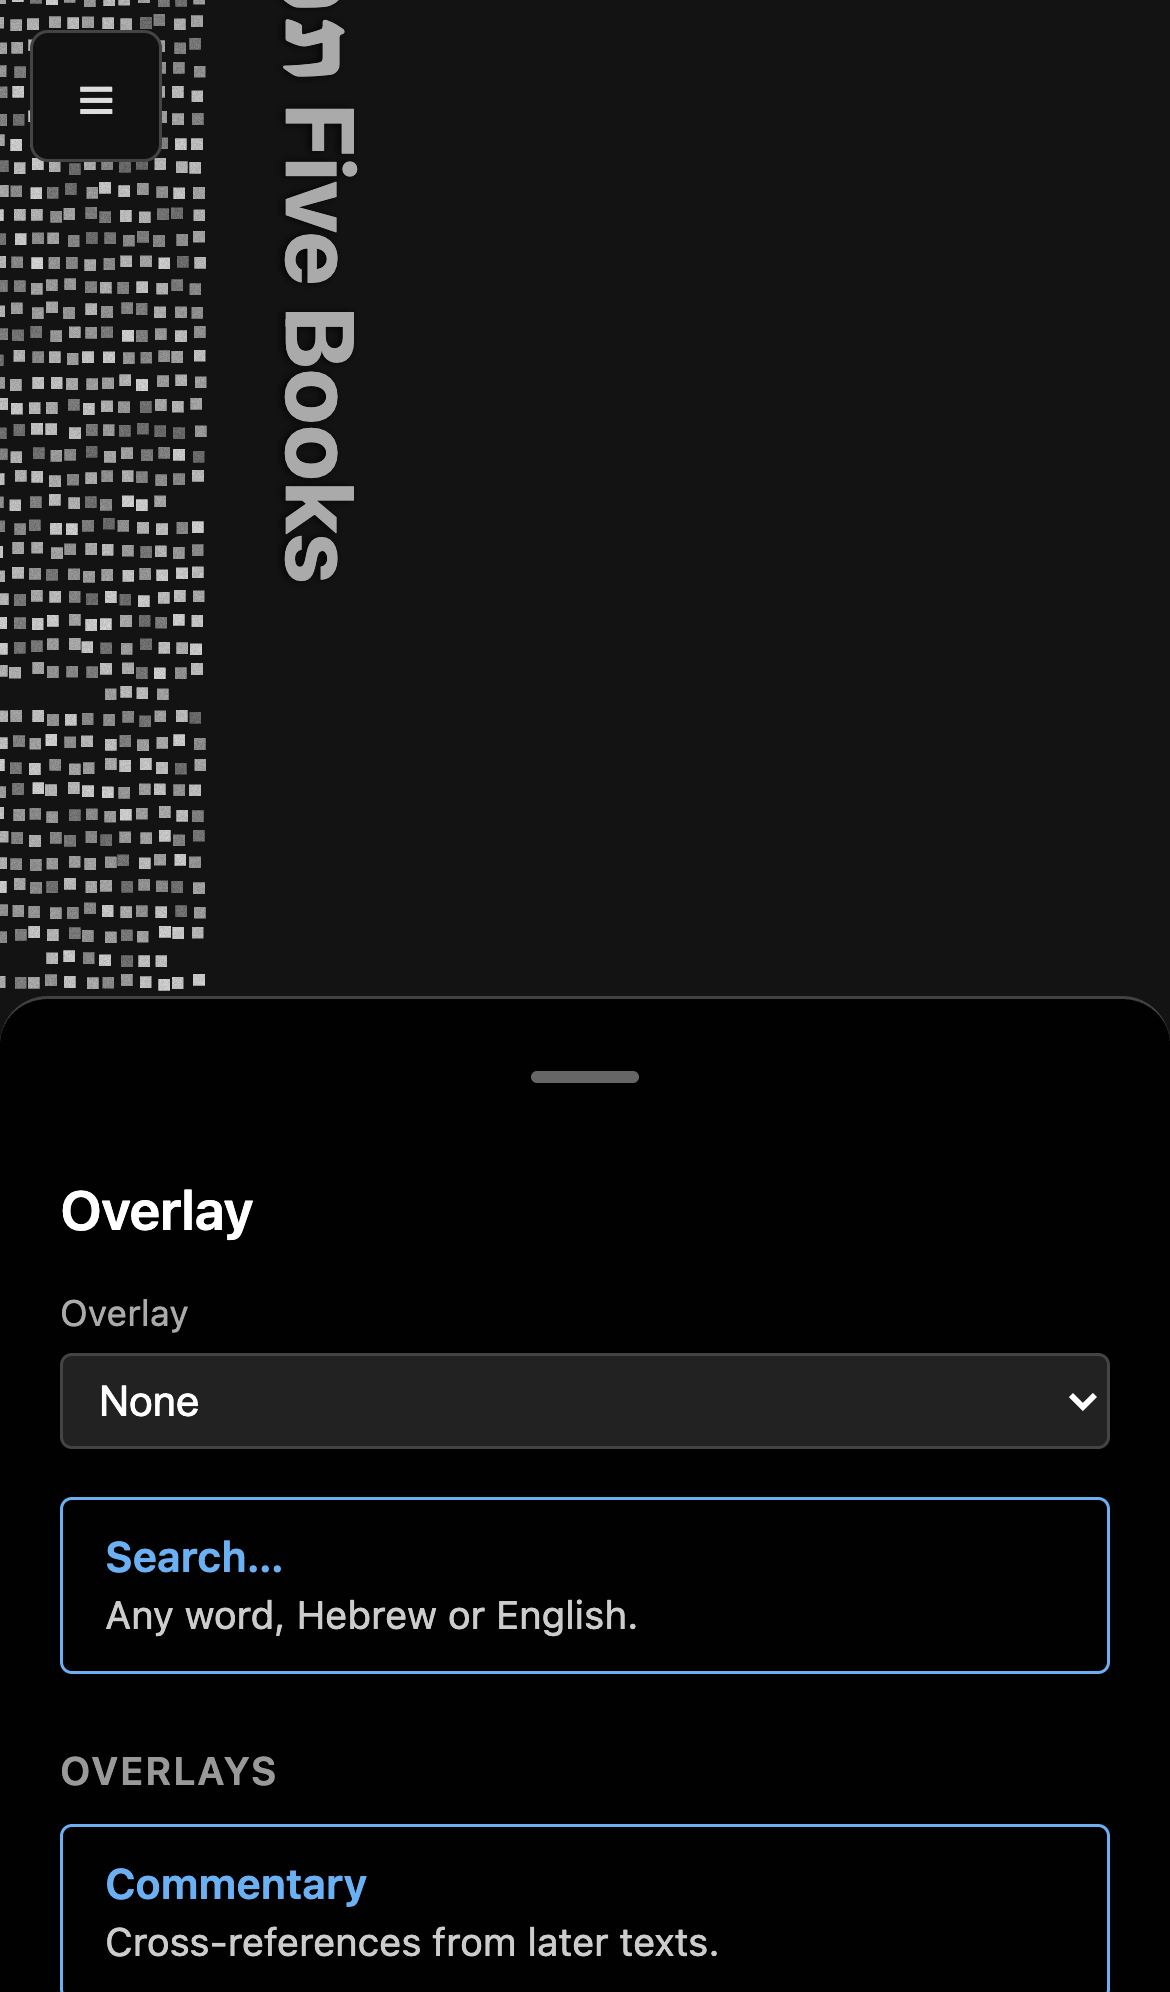 Five Books
Overlay
Overlay
None
Search...
Any word, Hebrew or English.
OVERLAYS
Commentary
Cross-references from later texts.